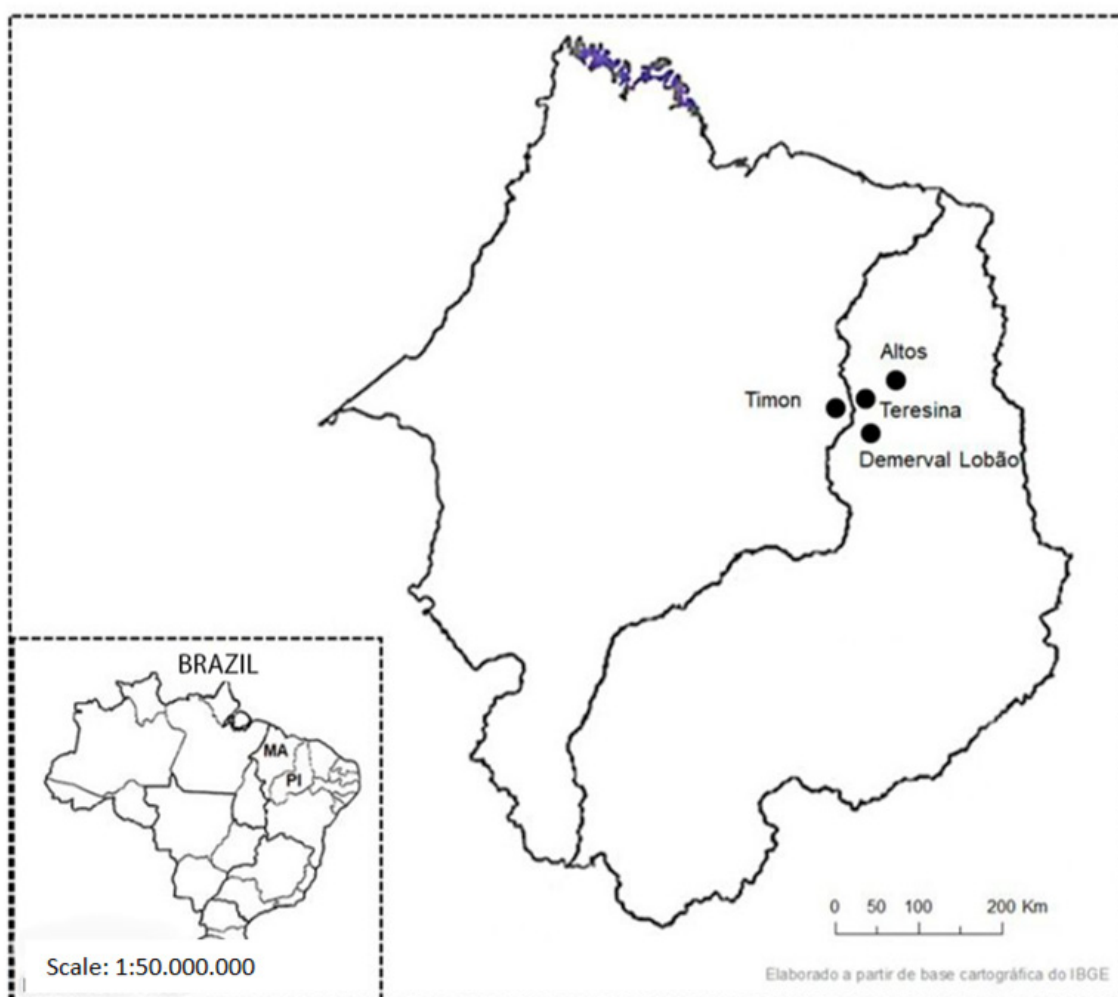 Altos
Timon
Teresina
Demerval Lobão
BRAZIL
MA
PI
0 50 100 200 Km
Scale: 1:50.000.000
Elaborado a partir de base cartográfica do IBGE